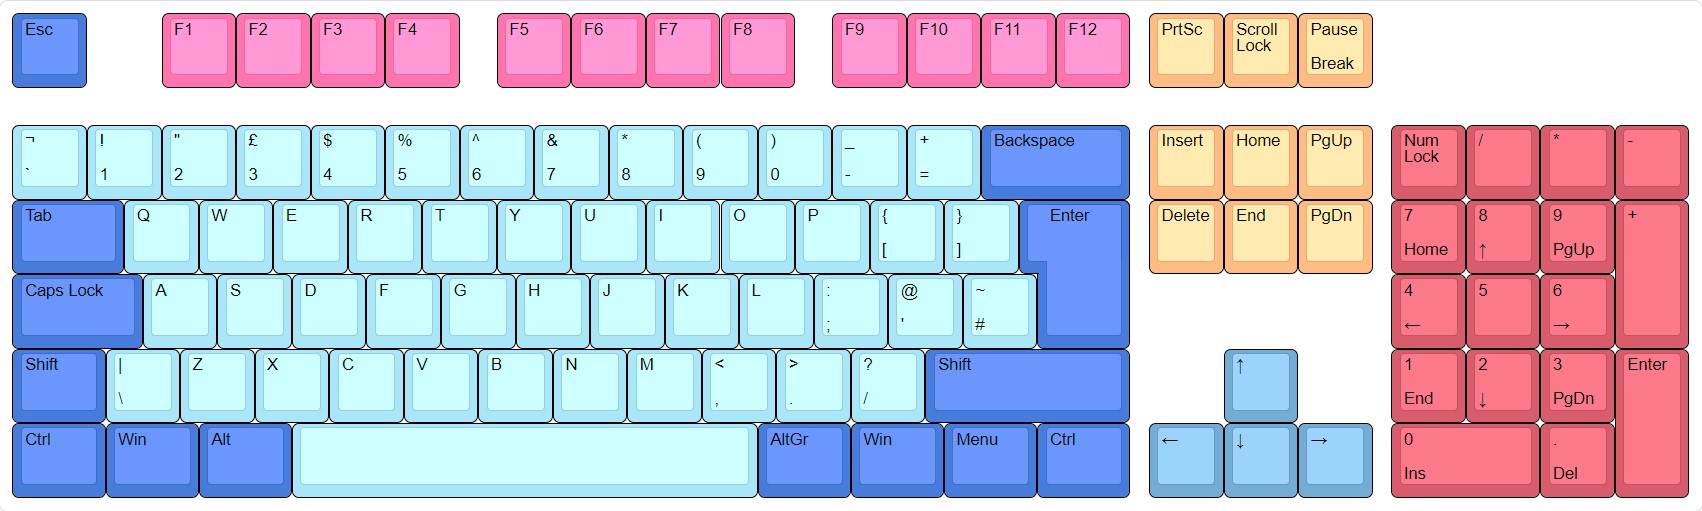 Esc F1 F2 F3 F4 F5 F6 F7 F8 F9 F10 F11 F12 PrtSc Scroll Pause
Lock
Break
¬ ! " £ $ % ^ & * ( ) _ + Backspace Insert Home PgUp Num / * -
Lock
` 1 2 3 4 5 6 7 8 9 0 - =
Tab Q W E R T Y U I O P { } Enter Delete End PgDn 7 8 9 +
[ ] Home ↑ PgUp
Caps Lock A S D F G H J K L : @ ~ 4 5 6
; ' # ← →
Shift | Z X C V B N M < > ? Shift ↑ 1 2 3 Enter
\ , . / End ↓ PgDn
Ctrl Win Alt AltGr Win Menu Ctrl ← ↓ → 0 .
Ins Del